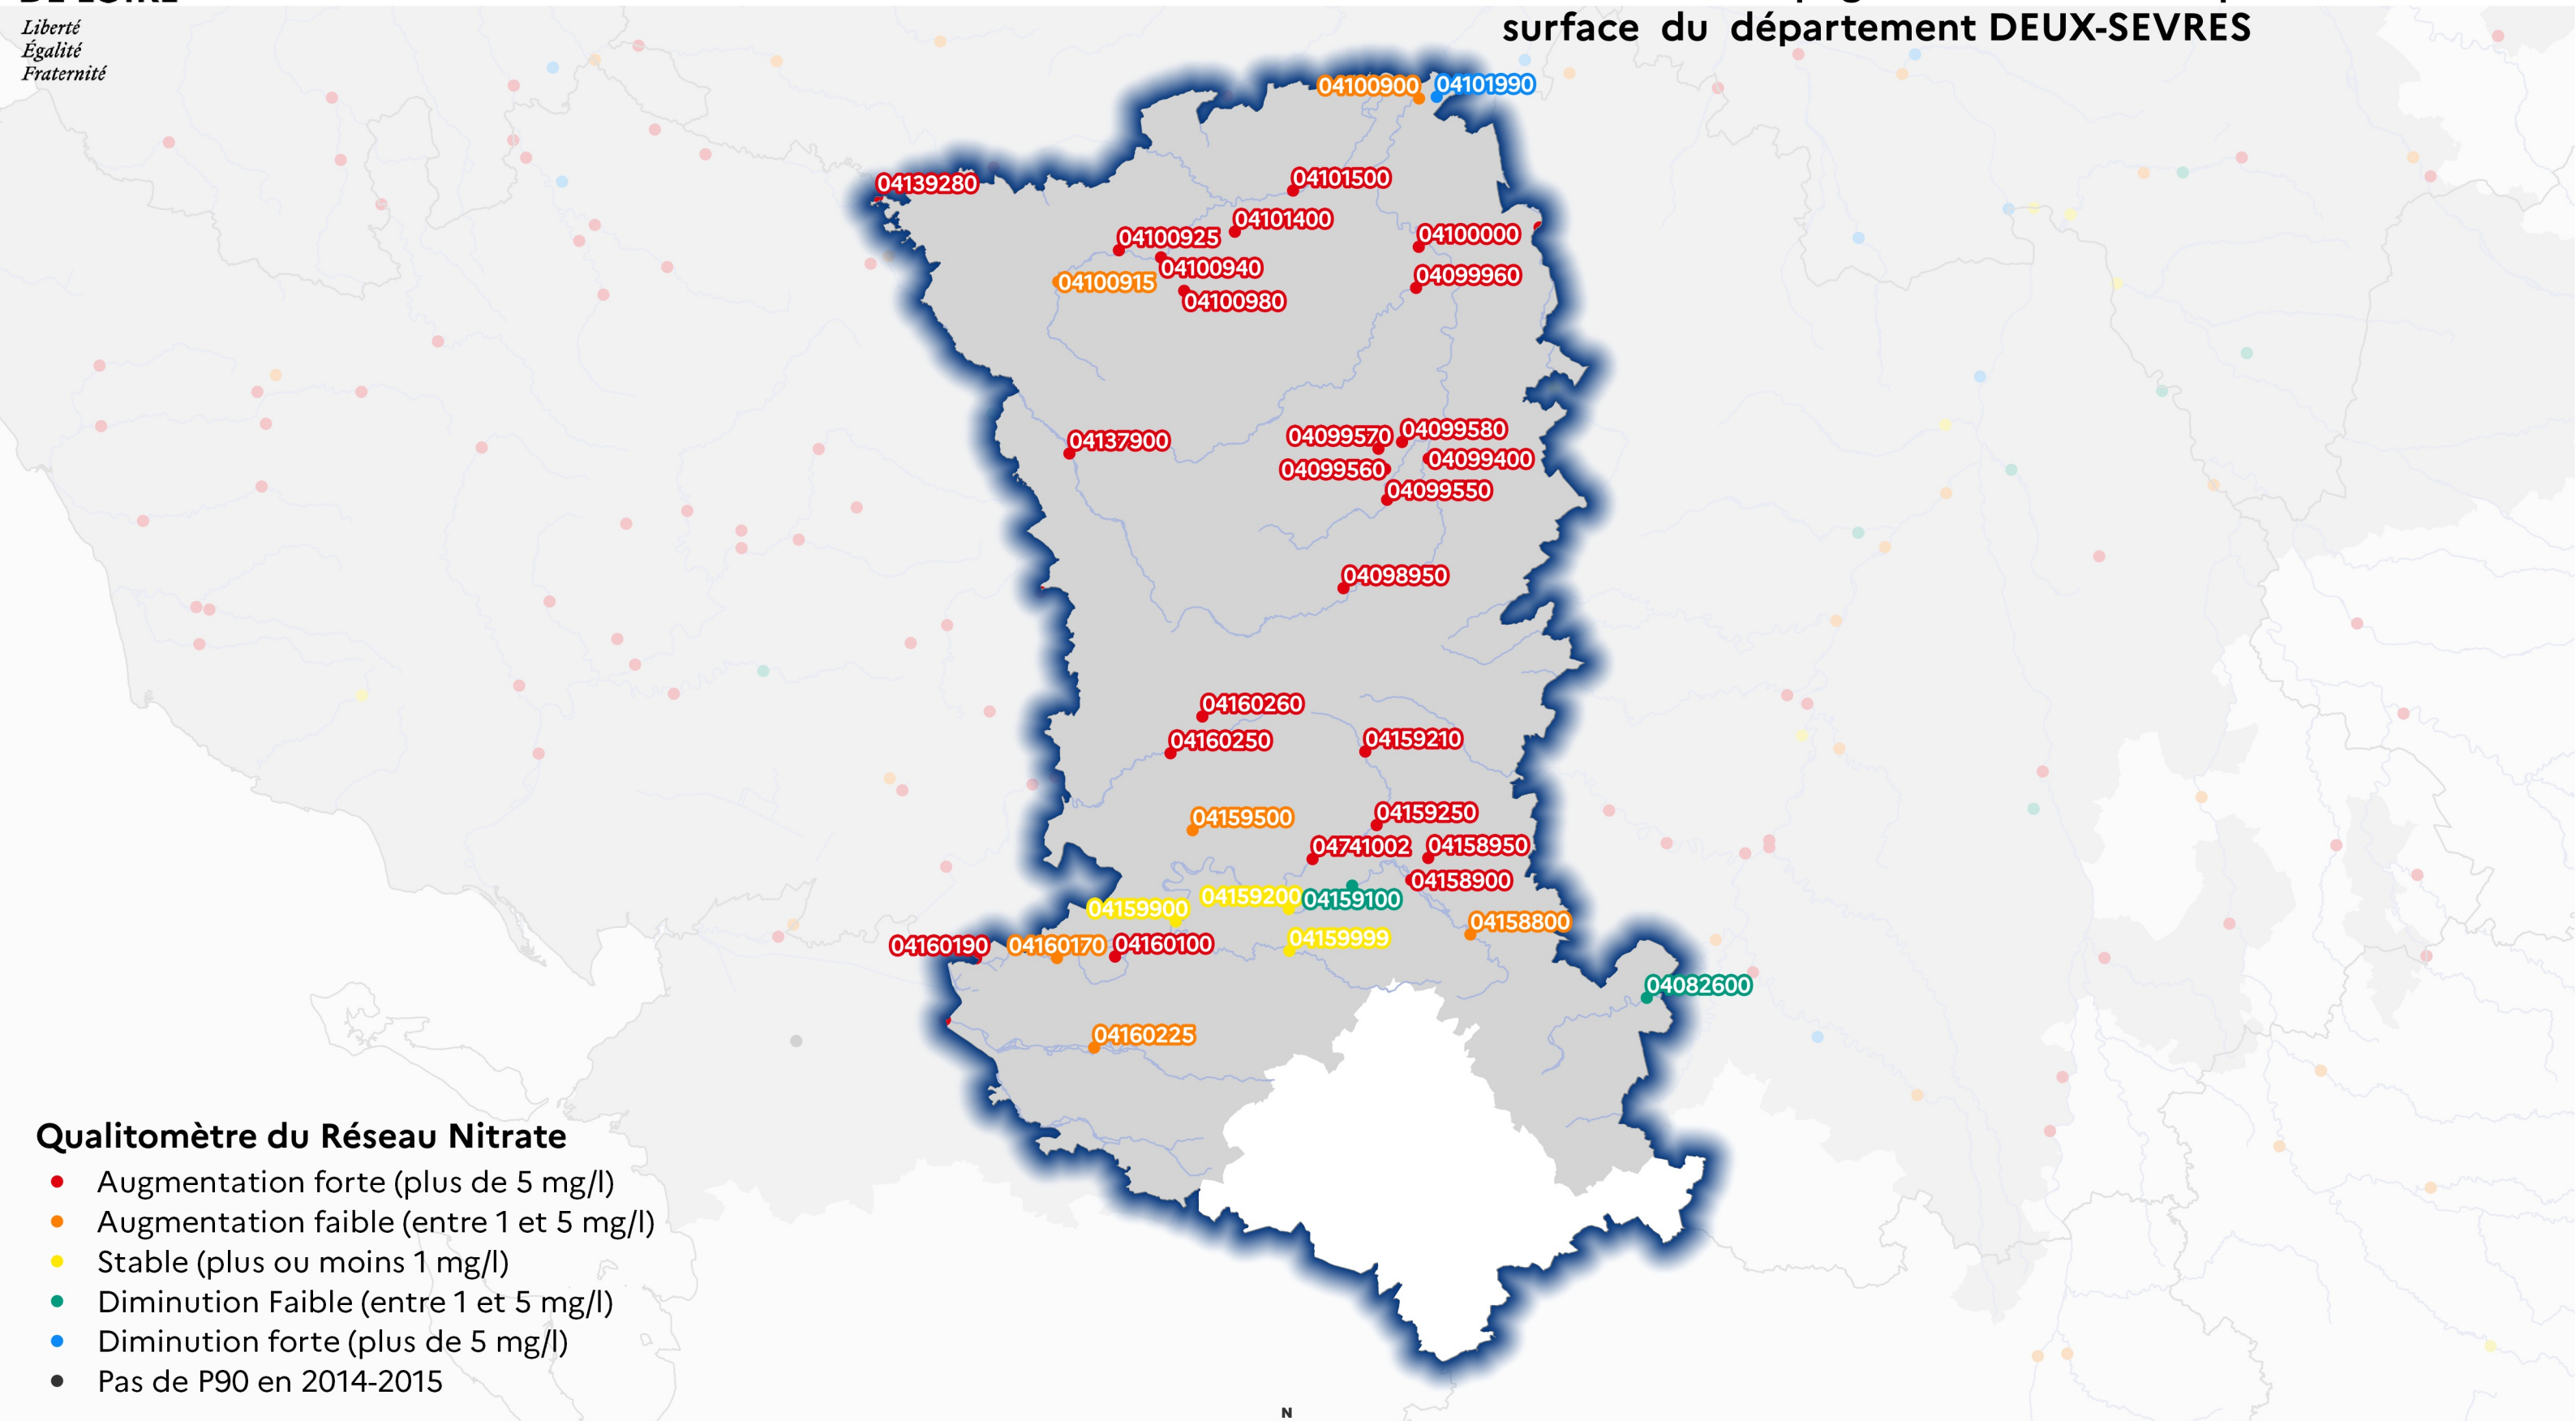 DE LOIRE
Liberté
Égalité
Fraternité
surface du département DEUX-SEVRES
04100900
04101990
04139280
04101500
04101400
04100925
04100000
04100940
04099960
04100915
04100980
04137900
04099570
04099580
04099400
04099560
04099550
04098950
04160260
04160250
04159210
04159500
04159250
04741002
04158950
04158900
04159900
04159200
04159100
04158800
04160190
04160170
04160100
04159999
04082600
04160225
Qualitomètre du Réseau Nitrate
Augmentation forte (plus de 5 mg/l)
Augmentation faible (entre 1 et 5 mg/l)
Stable (plus ou moins 1 mg/l)
Diminution Faible (entre 1 et 5 mg/l)
Diminution forte (plus de 5 mg/l)
Pas de P90 en 2014-2015
N